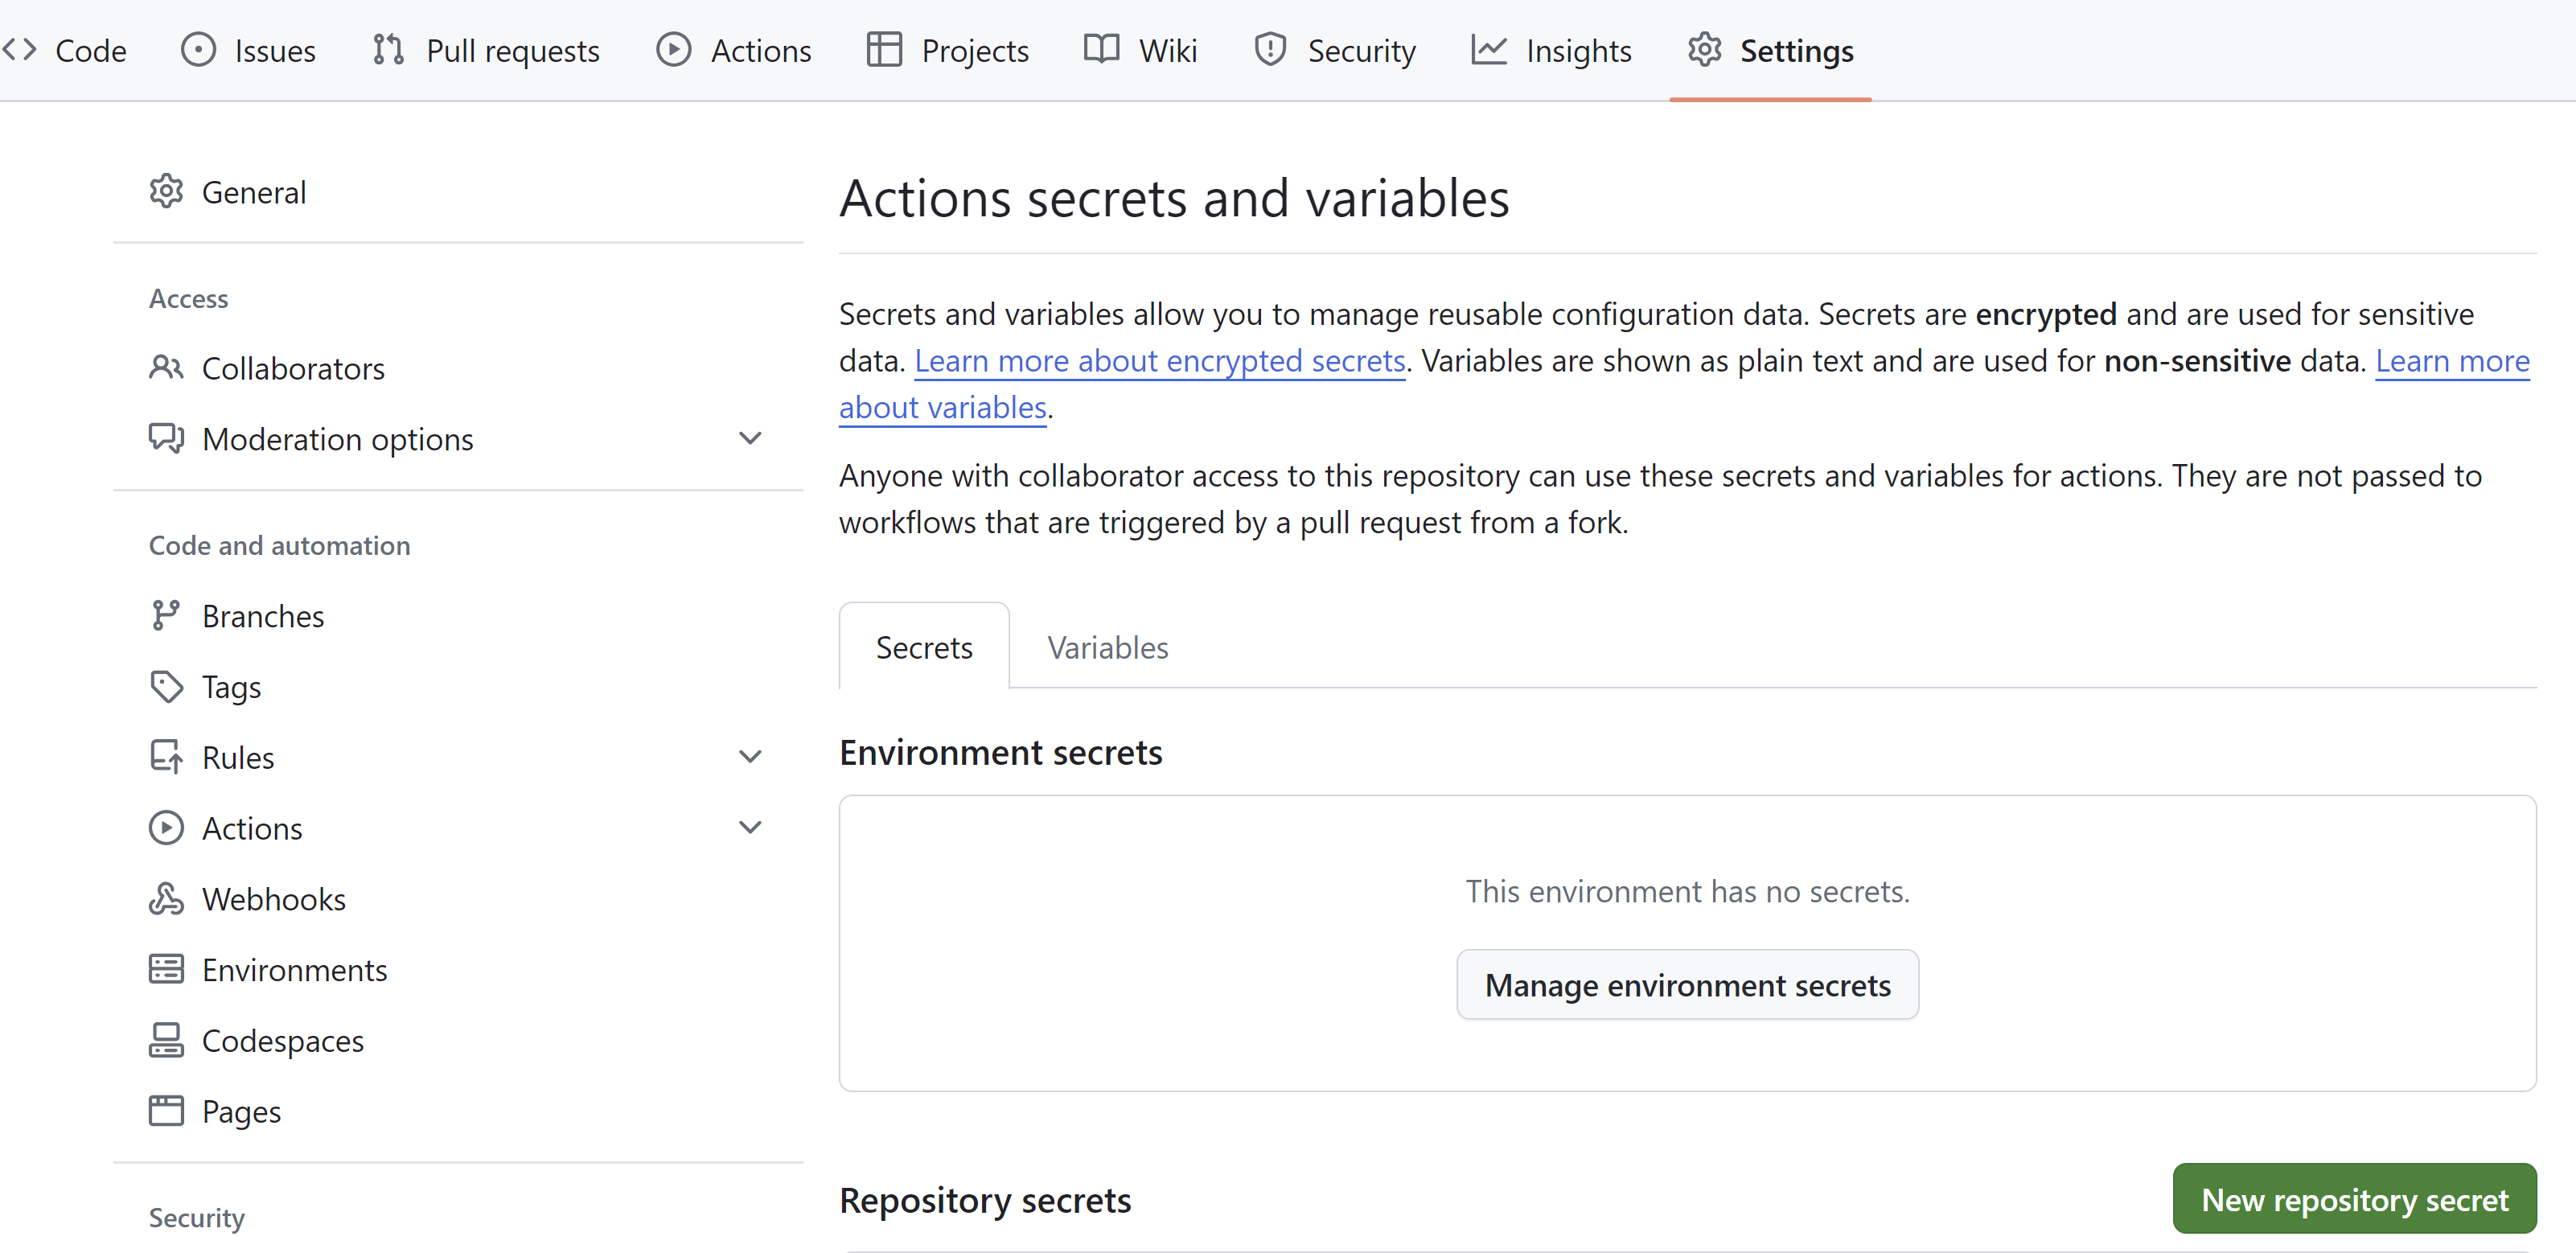 Code Issues Pull requests Actions Projects Wiki Security Insights Settings
General
Access
Collaborators
Moderation options
Code and automation
Branches
Tags
Rules
Actions
Webhooks
Environments
Codespaces
Pages
Security
Actions secrets and variables
Secrets and variables allow you to manage reusable configuration data. Secrets are encrypted and are used for sensitive
data. Learn more about encrypted secrets. Variables are shown as plain text and are used for non-sensitive data. Learn more
about variables.
Anyone with collaborator access to this repository can use these secrets and variables for actions. They are not passed to
workflows that are triggered by a pull request from a fork.
Secrets Variables
Environment secrets
This environment has no secrets.
Manage environment secrets
Repository secrets New repository secret